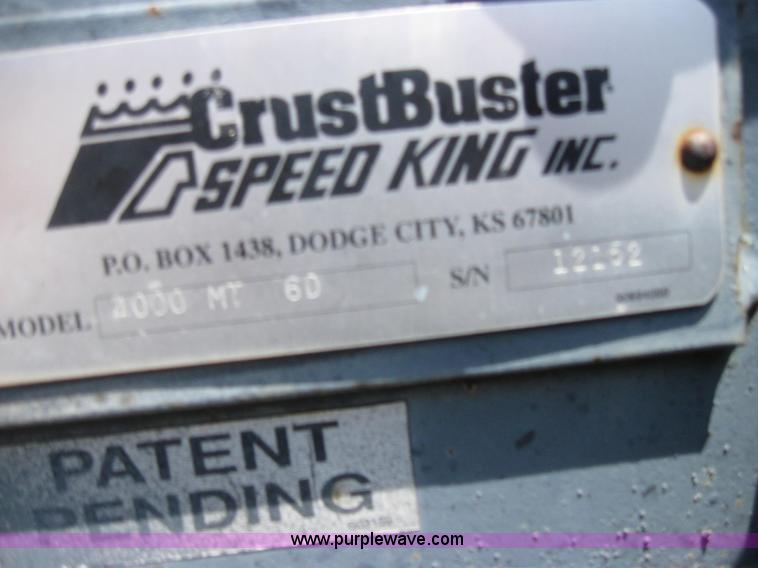 CrustBuster
SPEED KING INC.
P.O. BOX 1438, DODGE CITY, KS 67801
MODEL 4000 MT 6D S/N 12152
PATENT
PENDING
www.purplewave.com